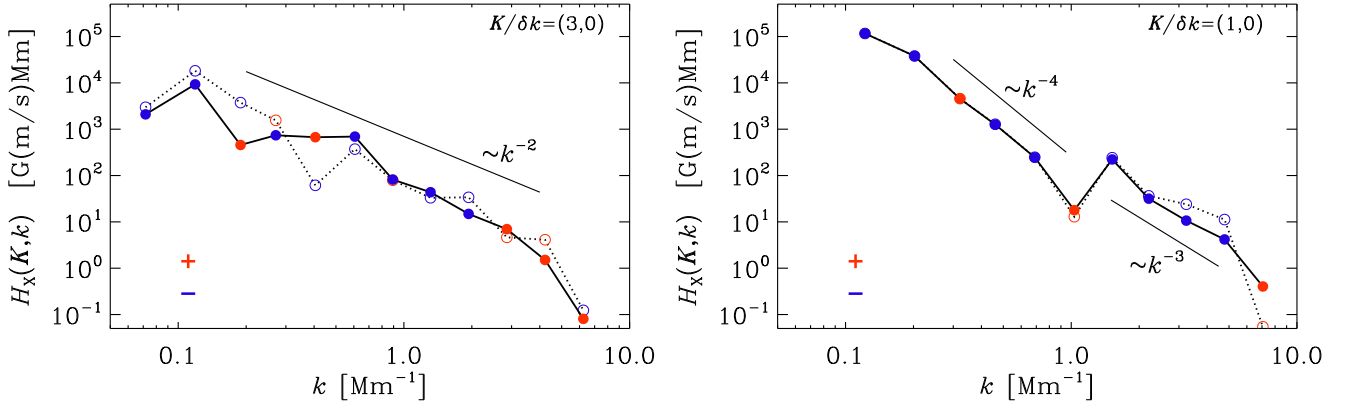 K/δk=(3,0)
H_X(K,k) [G(m/s)Mm]
10^5
10^4
10^3
10^2
10^1
10^0
10^-1
~k^-2
+
−
0.1 1.0 10.0
k [Mm^-1]
K/δk=(1,0)
H_X(K,k) [G(m/s)Mm]
10^5
10^4
10^3
10^2
10^1
10^0
10^-1
~k^-4
~k^-3
+
−
0.1 1.0 10.0
k [Mm^-1]